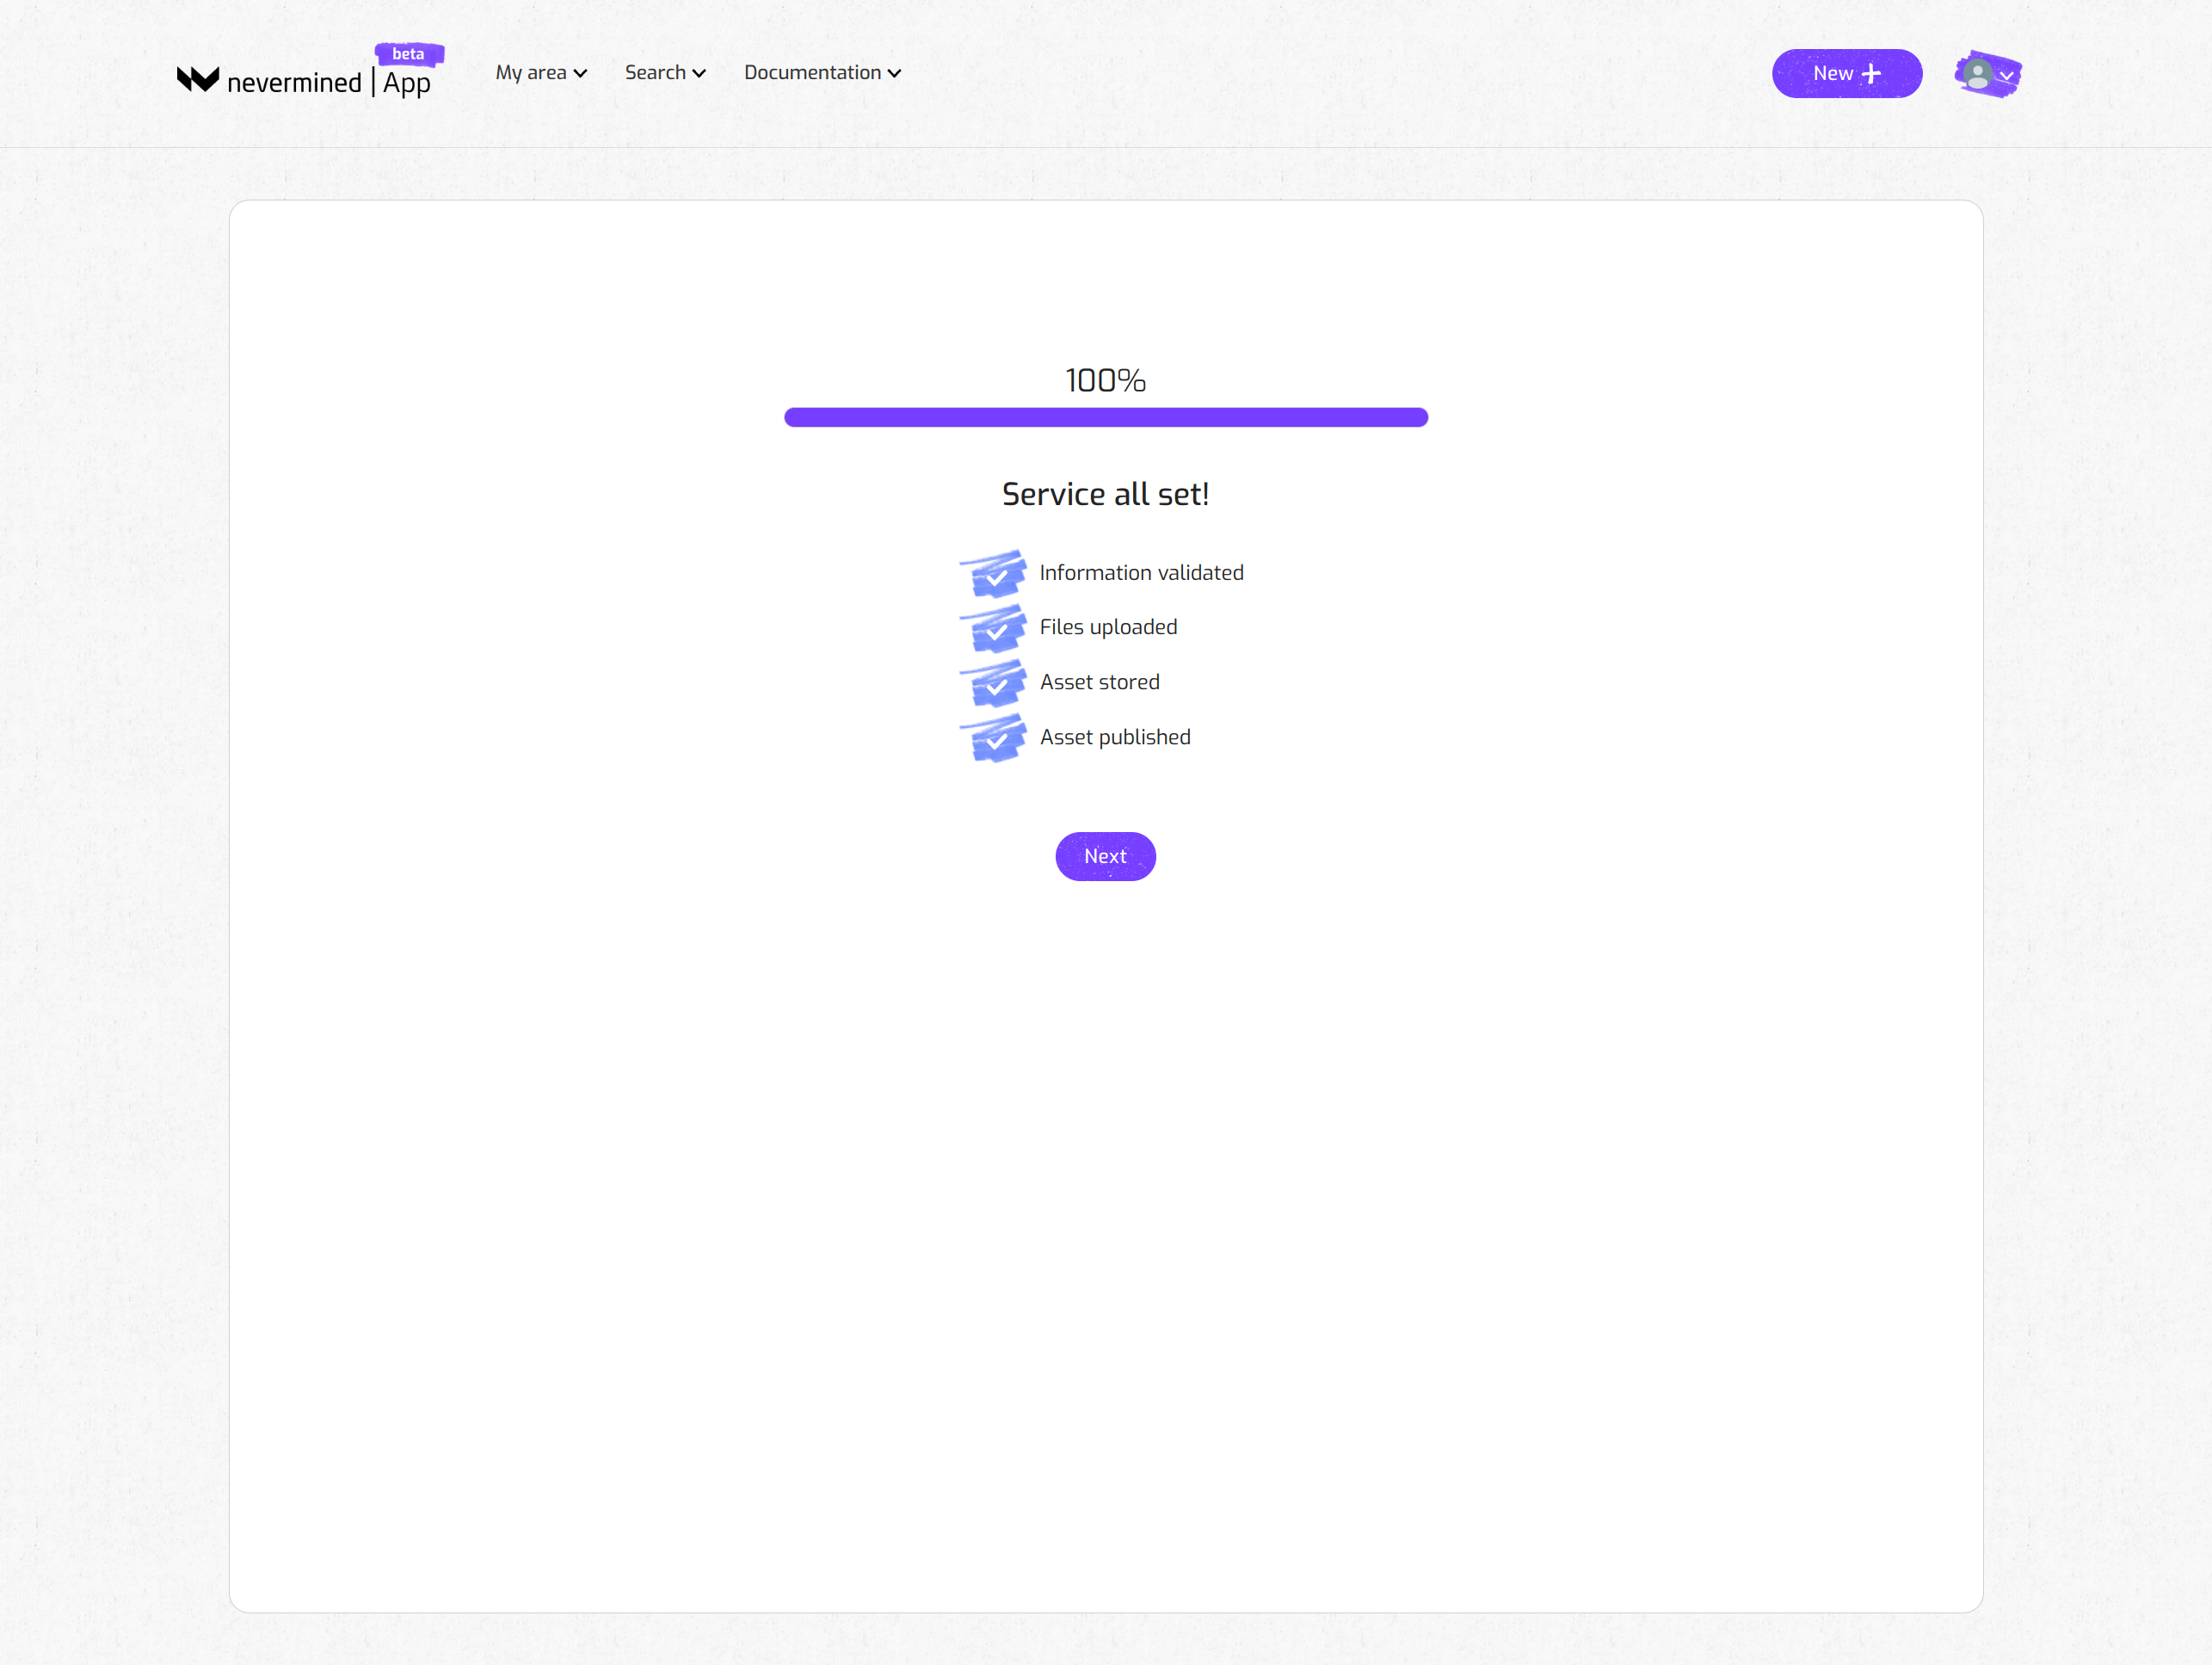 beta
nevermined | App
My area
Search
Documentation
New
100%
Service all set!
Information validated
Files uploaded
Asset stored
Asset published
Next